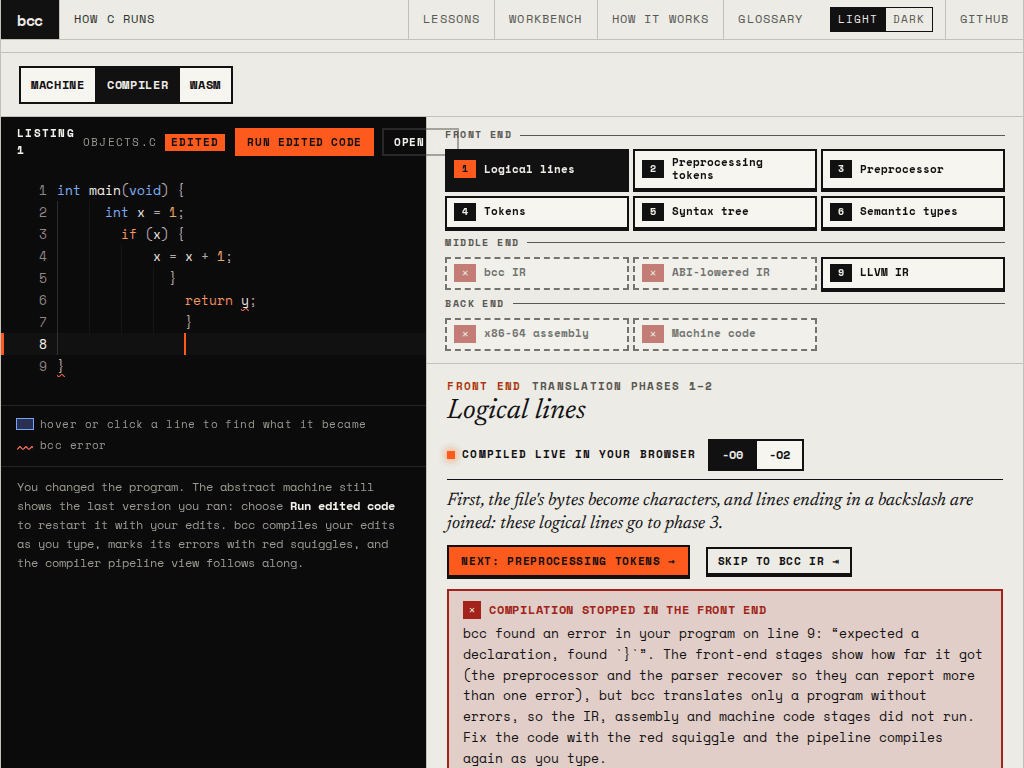 bcc HOW C RUNS LESSONS WORKBENCH HOW IT WORKS GLOSSARY LIGHT DARK GITHUB
MACHINE COMPILER WASM
LISTING 1 OBJECTS.C EDITED RUN EDITED CODE OPEN
1 int main(void) {
2 int x = 1;
3 if (x) {
4 x = x + 1;
5 }
6 return y;
7 }
8
9 }
hover or click a line to find what it became
bcc error
You changed the program. The abstract machine still
shows the last version you ran: choose Run edited code
to restart it with your edits. bcc compiles your edits
as you type, marks its errors with red squiggles, and
the compiler pipeline view follows along.
FRONT END
1 Logical lines
2 Preprocessing tokens
3 Preprocessor
4 Tokens
5 Syntax tree
6 Semantic types
MIDDLE END
× bcc IR
× ABI-lowered IR
9 LLVM IR
BACK END
× x86-64 assembly
× Machine code
FRONT END TRANSLATION PHASES 1–2
Logical lines
COMPILED LIVE IN YOUR BROWSER -O0 -O2
First, the file's bytes become characters, and lines ending in a backslash are
joined: these logical lines go to phase 3.
NEXT: PREPROCESSING TOKENS → SKIP TO BCC IR ⇥
× COMPILATION STOPPED IN THE FRONT END
bcc found an error in your program on line 9: “expected a
declaration, found `}`”. The front-end stages show how far it got
(the preprocessor and the parser recover so they can report more
than one error), but bcc translates only a program without
errors, so the IR, assembly and machine code stages did not run.
Fix the code with the red squiggle and the pipeline compiles
again as you type.